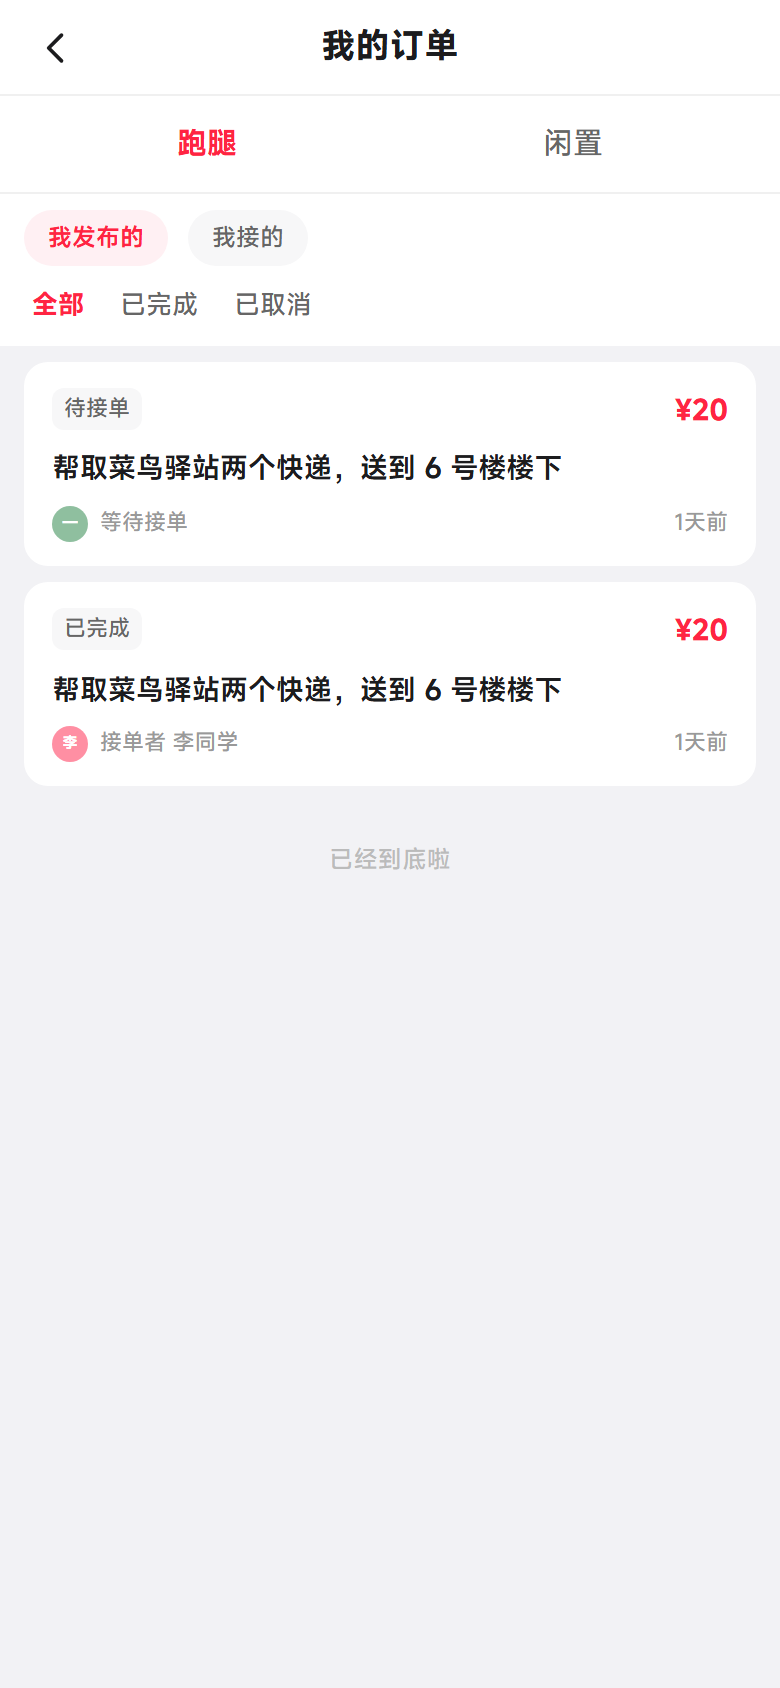 我的订单
跑腿 闲置
我发布的 我接的
全部 已完成 已取消
待接单 ¥20
帮取菜鸟驿站两个快递，送到 6 号楼楼下
一 等待接单 1天前
已完成 ¥20
帮取菜鸟驿站两个快递，送到 6 号楼楼下
李 接单者 李同学 1天前
已经到底啦